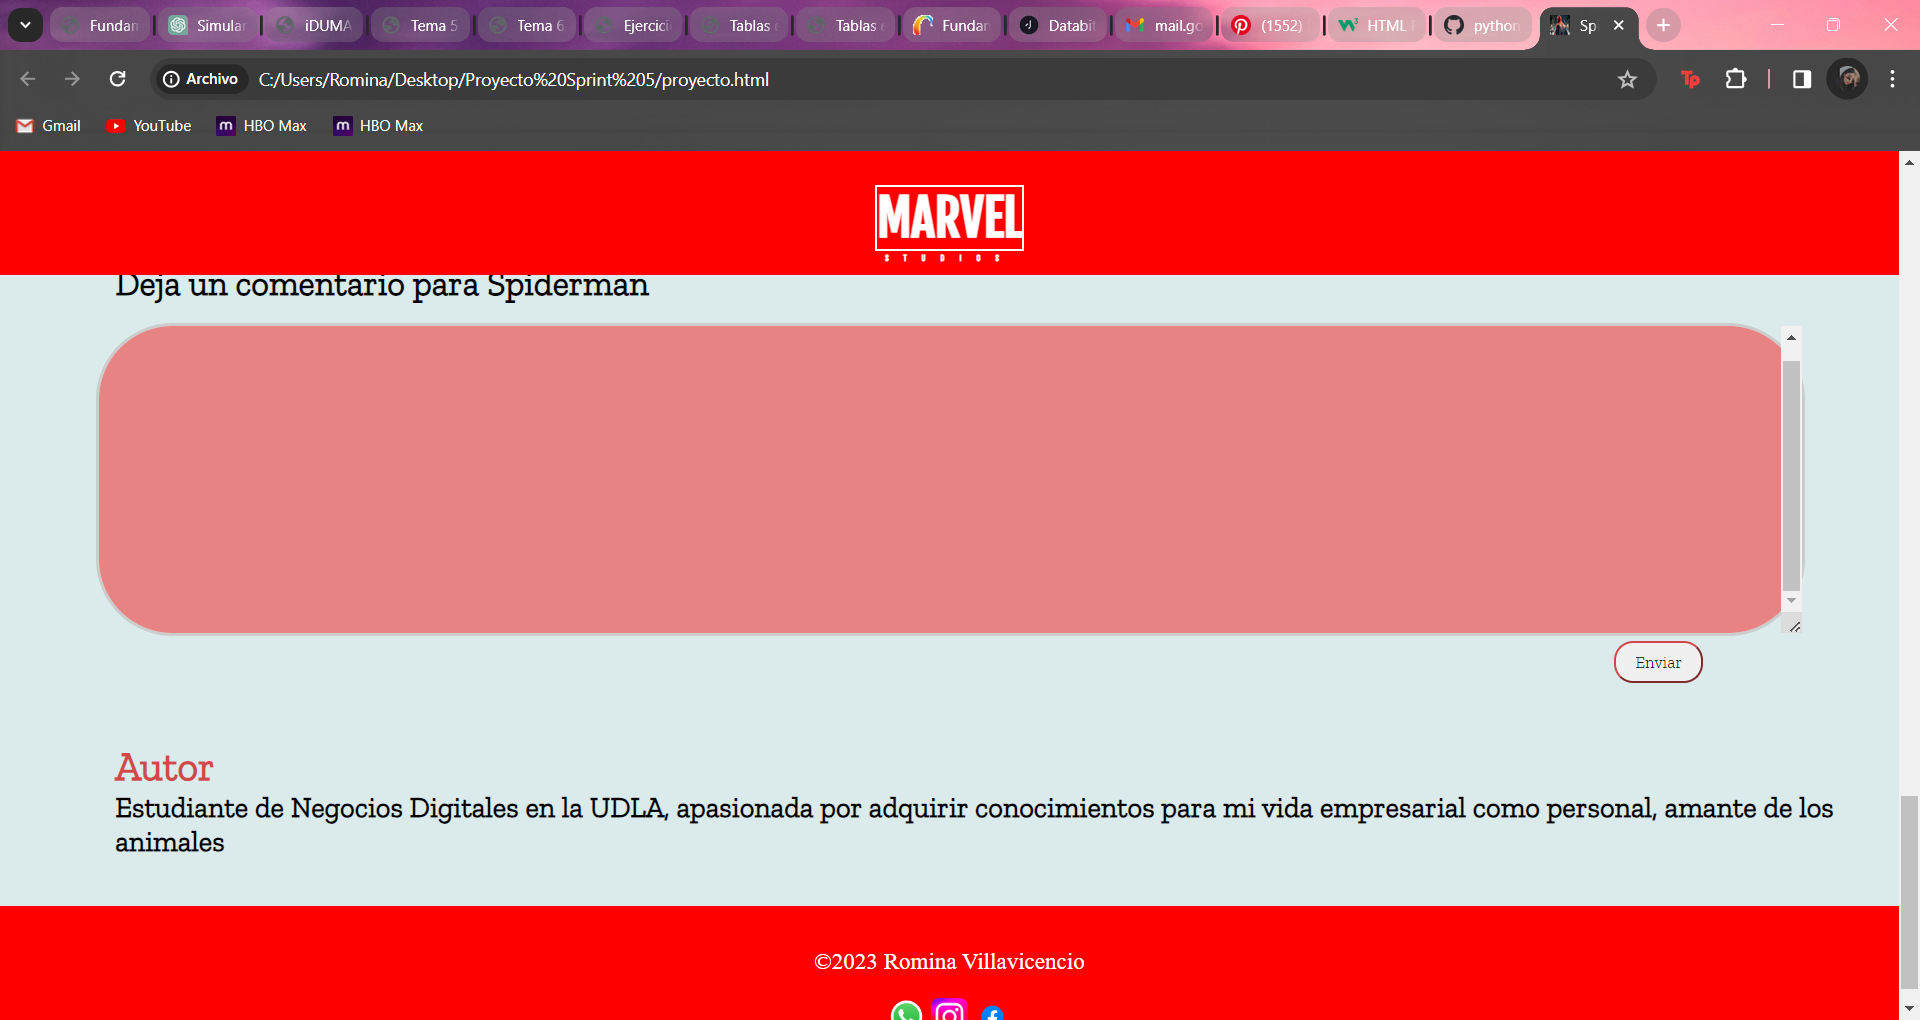 Fundan
Simular
iDUMA
Tema 5
Tema 6
Ejercici
Tablas
Tablas
Fundan
Databit
mail.go
(1552)
HTML
python
Sp
Archivo
C:/Users/Romina/Desktop/Proyecto%20Sprint%205/proyecto.html
Gmail
YouTube
HBO Max
HBO Max
MARVEL
STUDIOS
Deja un comentario para Spiderman
Enviar
Autor
Estudiante de Negocios Digitales en la UDLA, apasionada por adquirir conocimientos para mi vida empresarial como personal, amante de los
animales
©2023 Romina Villavicencio